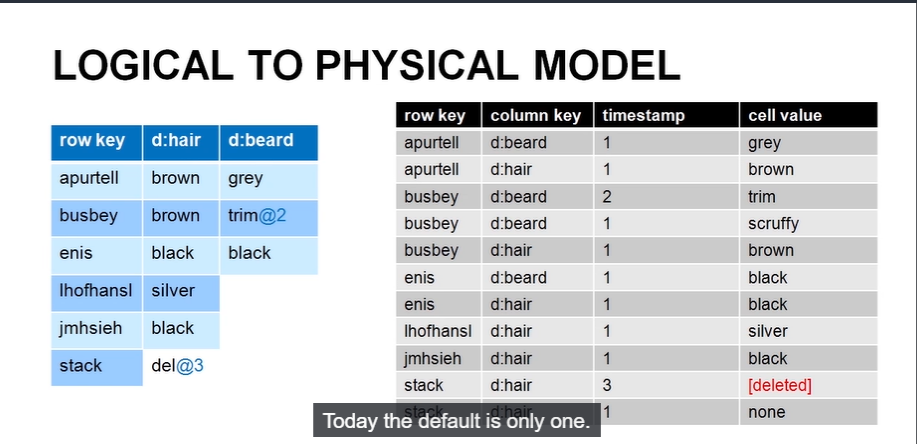 LOGICAL TO PHYSICAL MODEL
row key d:hair d:beard
apurtell brown grey
busbey brown trim@2
enis black black
lhofhansl silver
jmhsieh black
stack del@3
row key column key timestamp cell value
apurtell d:beard 1 grey
apurtell d:hair 1 brown
busbey d:beard 2 trim
busbey d:beard 1 scruffy
busbey d:hair 1 brown
enis d:beard 1 black
enis d:hair 1 black
lhofhansl d:hair 1 silver
jmhsieh d:hair 1 black
stack d:hair 3 [deleted]
stack d:hair 1 none
Today the default is only one.